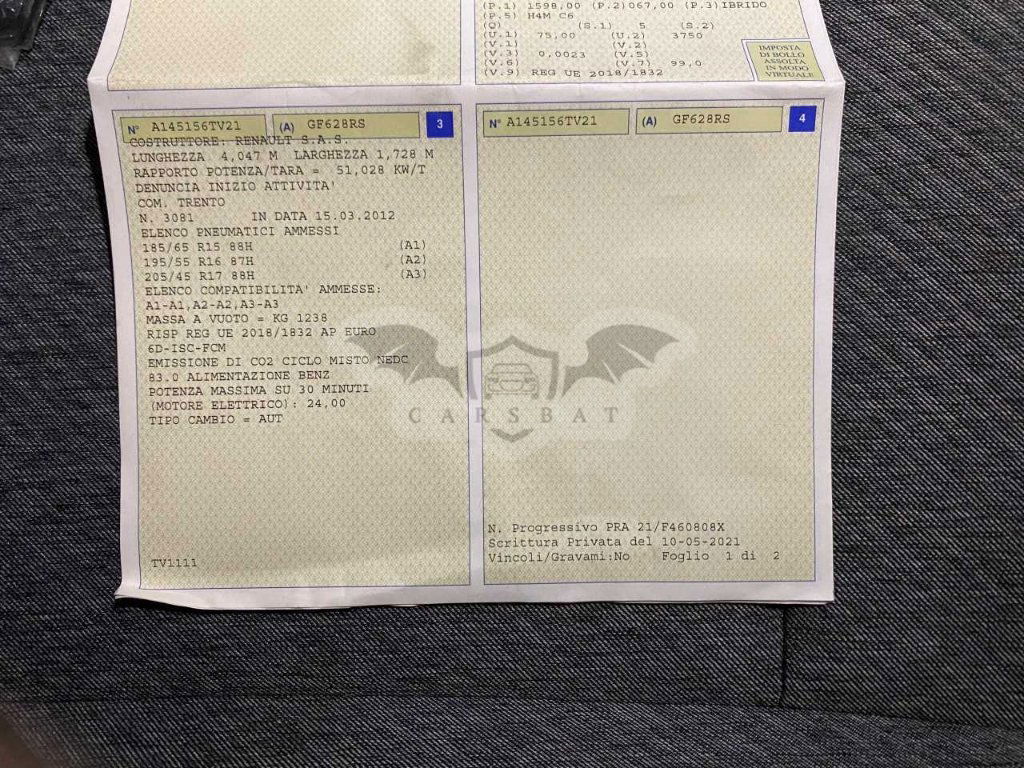 (P.1) 1598,00 (P.2)067,00 (P.3)IBRIDO
(P.5) H4M C6
(Q) (S.1) 5 (S.2)
(U.1) 75,00 (U.2) 3750
(V.1) (V.2)
(V.3) 0,0023 (V.5)
(V.6) (V.7) 99,0
(V.9) REG UE 2018/1832
IMPOSTA
DI BOLLO
ASSOLTA
IN MODO
VIRTUALE
N° A145156TV21 (A) GF628RS 3
COSTRUTTORE: RENAULT S.A.S.
LUNGHEZZA 4,047 M LARGHEZZA 1,728 M
RAPPORTO POTENZA/TARA = 51,028 KW/T
DENUNCIA INIZIO ATTIVITA'
COM. TRENTO
N. 3081 IN DATA 15.03.2012
ELENCO PNEUMATICI AMMESSI
185/65 R15 88H (A1)
195/55 R16 87H (A2)
205/45 R17 88H (A3)
ELENCO COMPATIBILITA' AMMESSE:
A1-A1,A2-A2,A3-A3
MASSA A VUOTO = KG 1238
RISP REG UE 2018/1832 AP EURO
6D-ISC-FCM
EMISSIONE DI CO2 CICLO MISTO NEDC
83.0 ALIMENTAZIONE BENZ
POTENZA MASSIMA SU 30 MINUTI
(MOTORE ELETTRICO): 24,00
TIPO CAMBIO = AUT
TV1111
N° A145156TV21 (A) GF628RS 4
CARSBAT
N. Progressivo PRA 21/F460808X
Scrittura Privata del 10-05-2021
Vincoli/Gravami:No Foglio 1 di 2